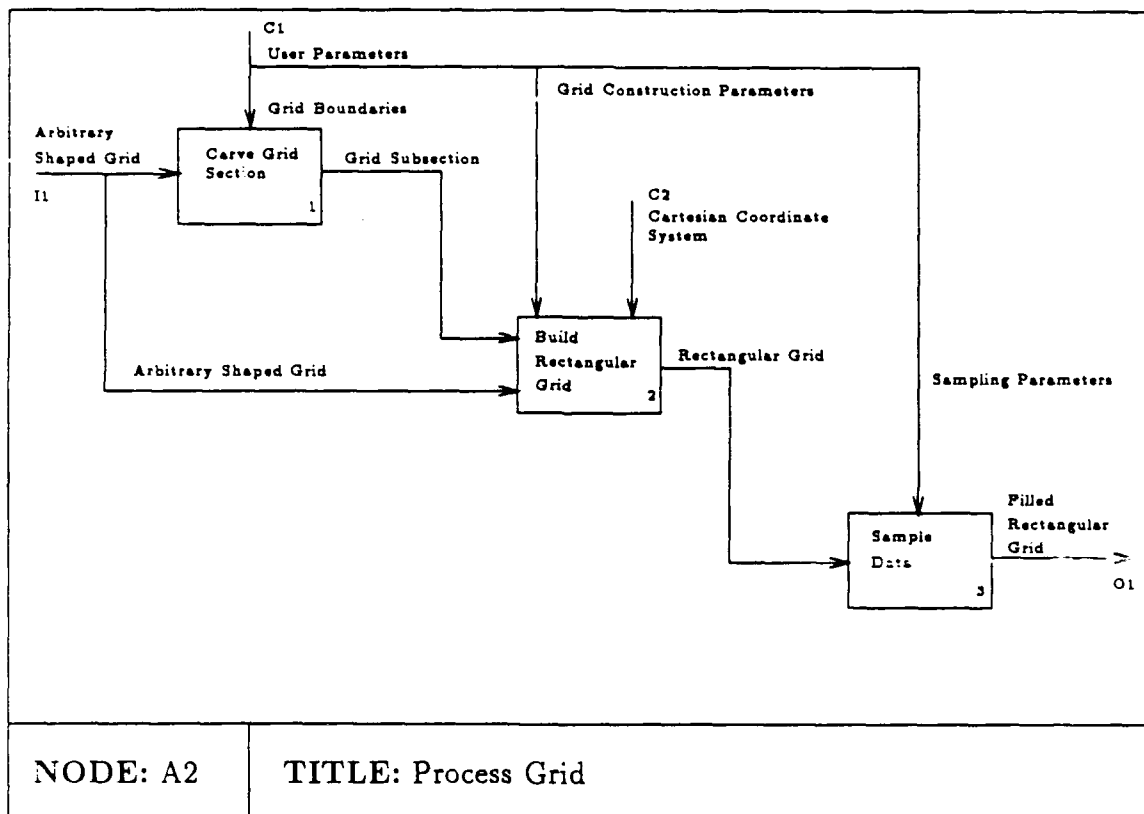 C1
User Parameters
Grid Construction Parameters
Grid Boundaries
Arbitrary
Shaped Grid
I1
Carve Grid
Section
1
Grid Subsection
C2
Cartesian Coordinate
System
Build
Rectangular
Grid
2
Arbitrary Shaped Grid
Rectangular Grid
Sampling Parameters
Sample
Data
3
Filled
Rectangular
Grid
O1
NODE: A2
TITLE: Process Grid